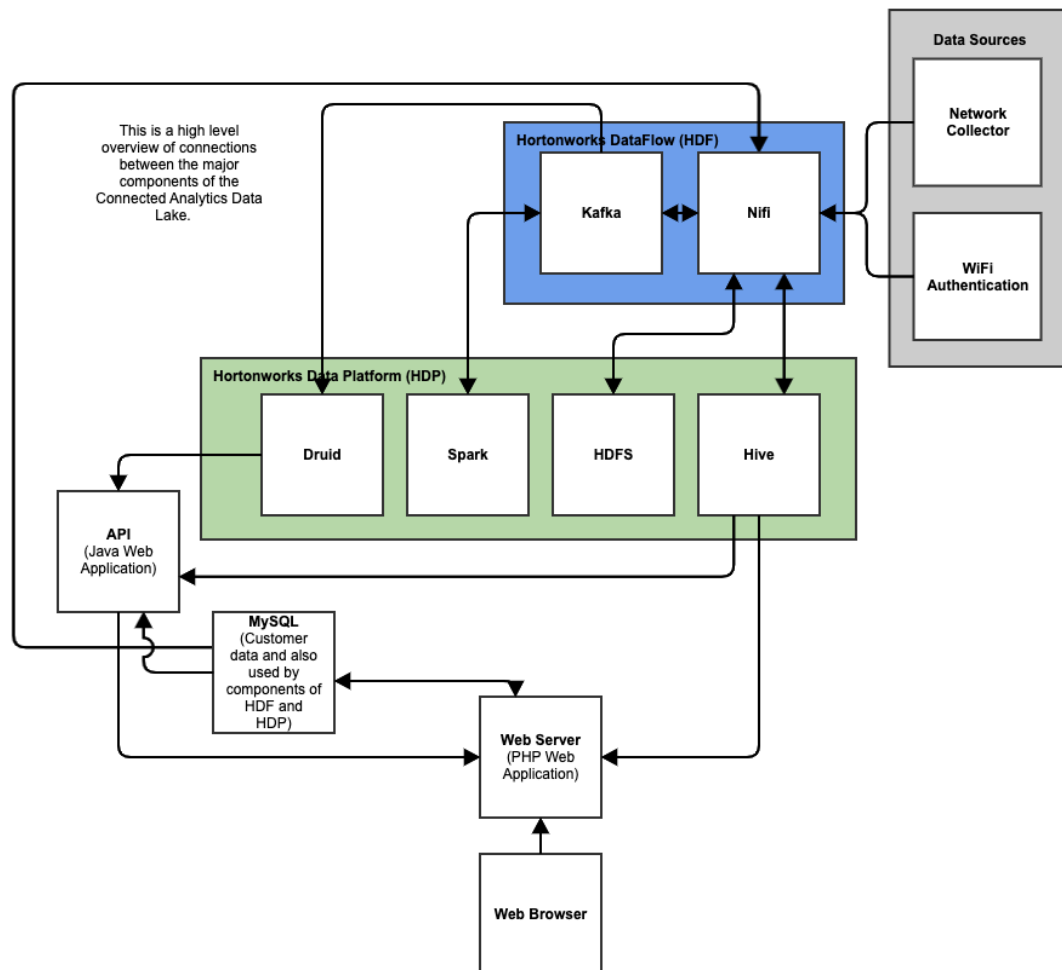 Data Sources
Network
Collector
WiFi
Authentication
This is a high level
overview of connections
between the major
components of the
Connected Analytics Data
Lake.
Hortonworks DataFlow (HDF)
Kafka
Nifi
Hortonworks Data Platform (HDP)
Druid
Spark
HDFS
Hive
API
(Java Web
Application)
MySQL
(Customer
data and also
used by
components of
HDF and
HDP)
Web Server
(PHP Web
Application)
Web Browser